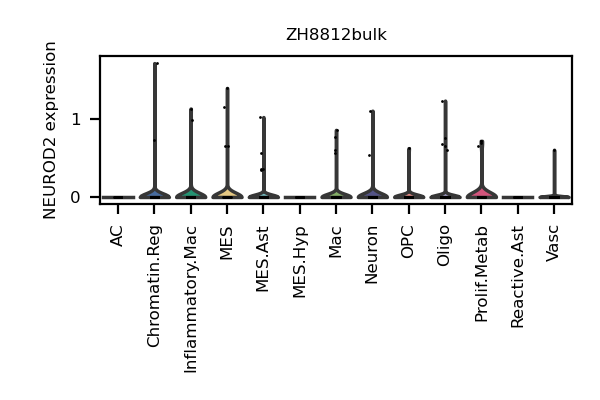 ZH8812bulk
NEUROD2 expression
1
0
AC
Chromatin.Reg
Inflammatory.Mac
MES
MES.Ast
MES.Hyp
Mac
Neuron
OPC
Oligo
Prolif.Metab
Reactive.Ast
Vasc